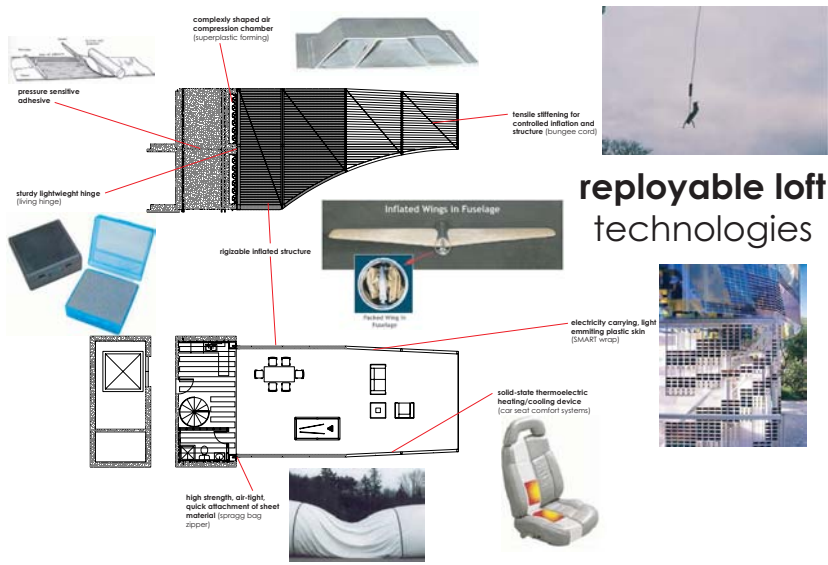 complexly shaped air
compression chamber
(superplastic forming)
pressure sensitive
adhesive
tensile stiffening for
controlled inflation and
structure (bungee cord)
reployable loft
technologies
sturdy lightwieght hinge
(living hinge)
Inflated Wings in Fuselage
rigizable inflated structure
Packed Wing in
Fuselage
electricity carrying, light
emmiting plastic skin
(SMART wrap)
solid-state thermoelectric
heating/cooling device
(car seat comfort systems)
high strength, air-tight,
quick attachment of sheet
material (spragg bag
zipper)